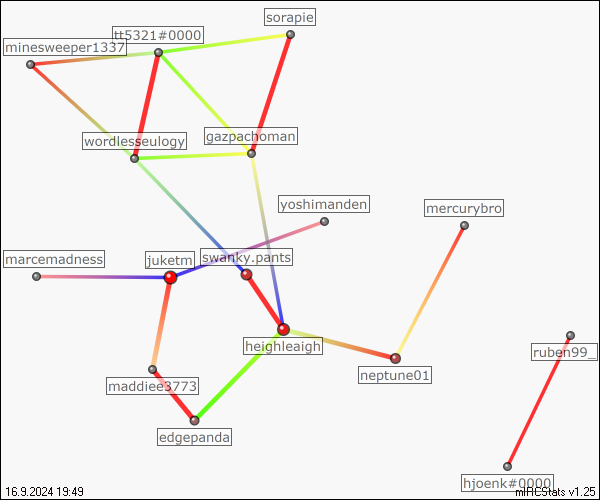 sorapie
tt5321#0000
minesweeper1337
gazpachoman
wordlesseulogy
yoshimanden
mercurybro
swanky.pants
marcemadness
juketm
heighleaigh
ruben99_
neptune01
maddiee3773
edgepanda
hjoenk#0000
16.9.2024 19:49
mIRCStats v1.25